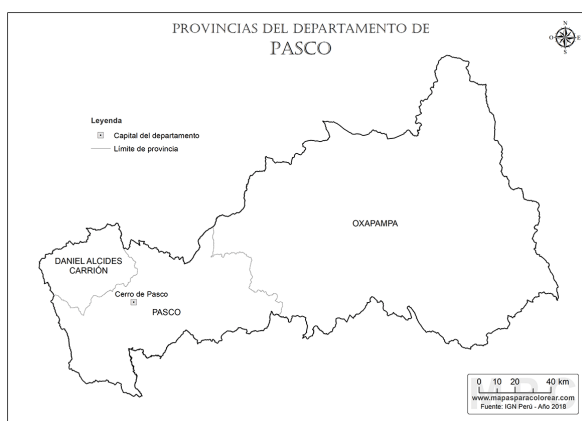 PROVINCIAS DEL DEPARTAMENTO DE
PASCO
N
O
E
S
Leyenda
Capital del departamento
Límite de provincia
OXAPAMPA
DANIEL ALCIDES
CARRIÓN
Cerro de Pasco
PASCO
0 10 20 40 km
www.mapasparacolorear.com
Fuente: IGN Perú - Año 2018